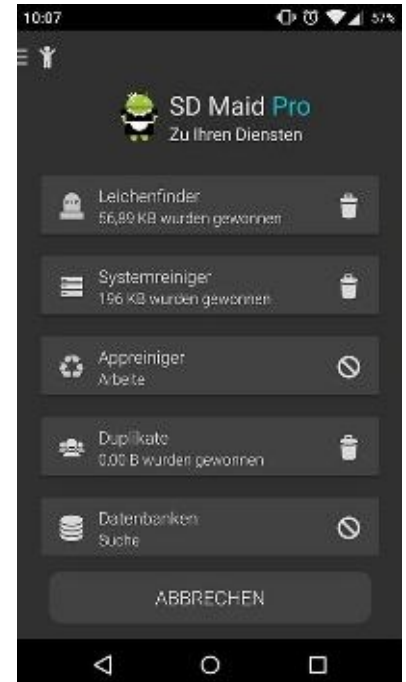 10:07
57%
SD Maid Pro
Zu Ihren Diensten
Leichenfinder
56,89 KB wurden gewonnen
Systemreiniger
196 KB wurden gewonnen
Appreiniger
Arbeite
Duplikate
0,00 B wurden gewonnen
Datenbanken
Suche
ABBRECHEN